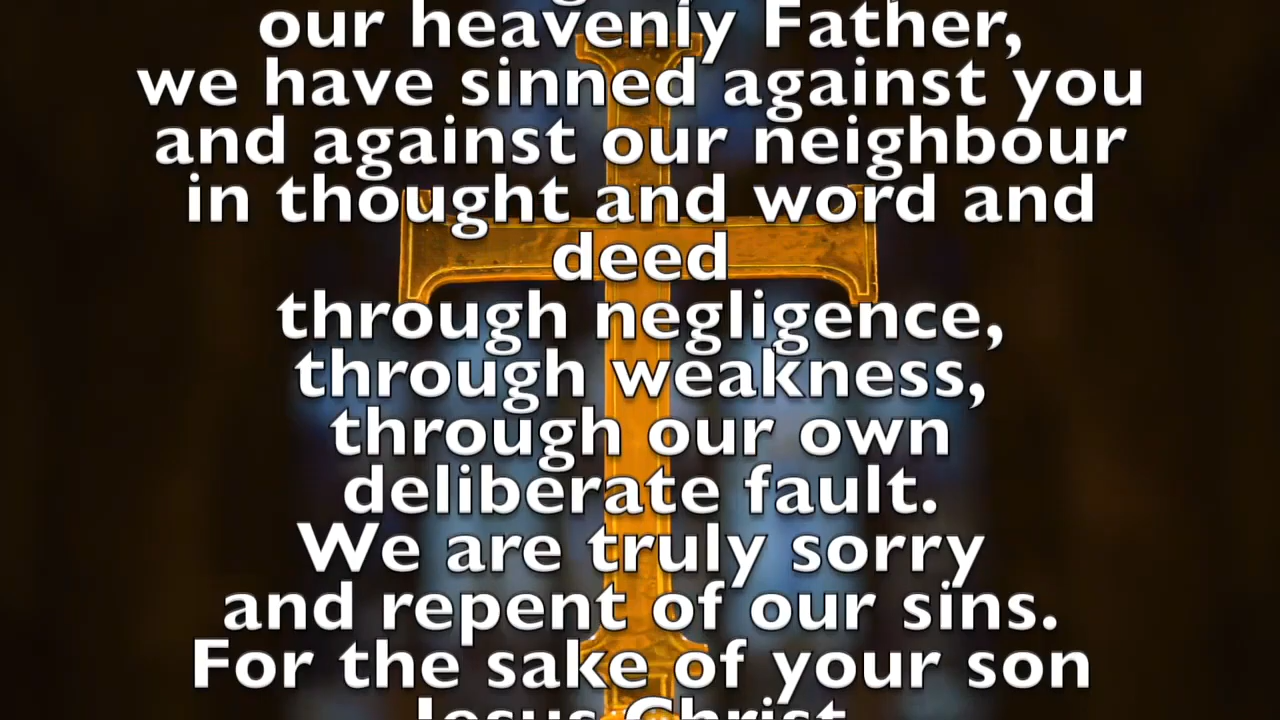 our heavenly Father,
we have sinned against you
and against our neighbour
in thought and word and
deed
through negligence,
through weakness,
through our own
deliberate fault.
We are truly sorry
and repent of our sins.
For the sake of your son
Jesus Christ